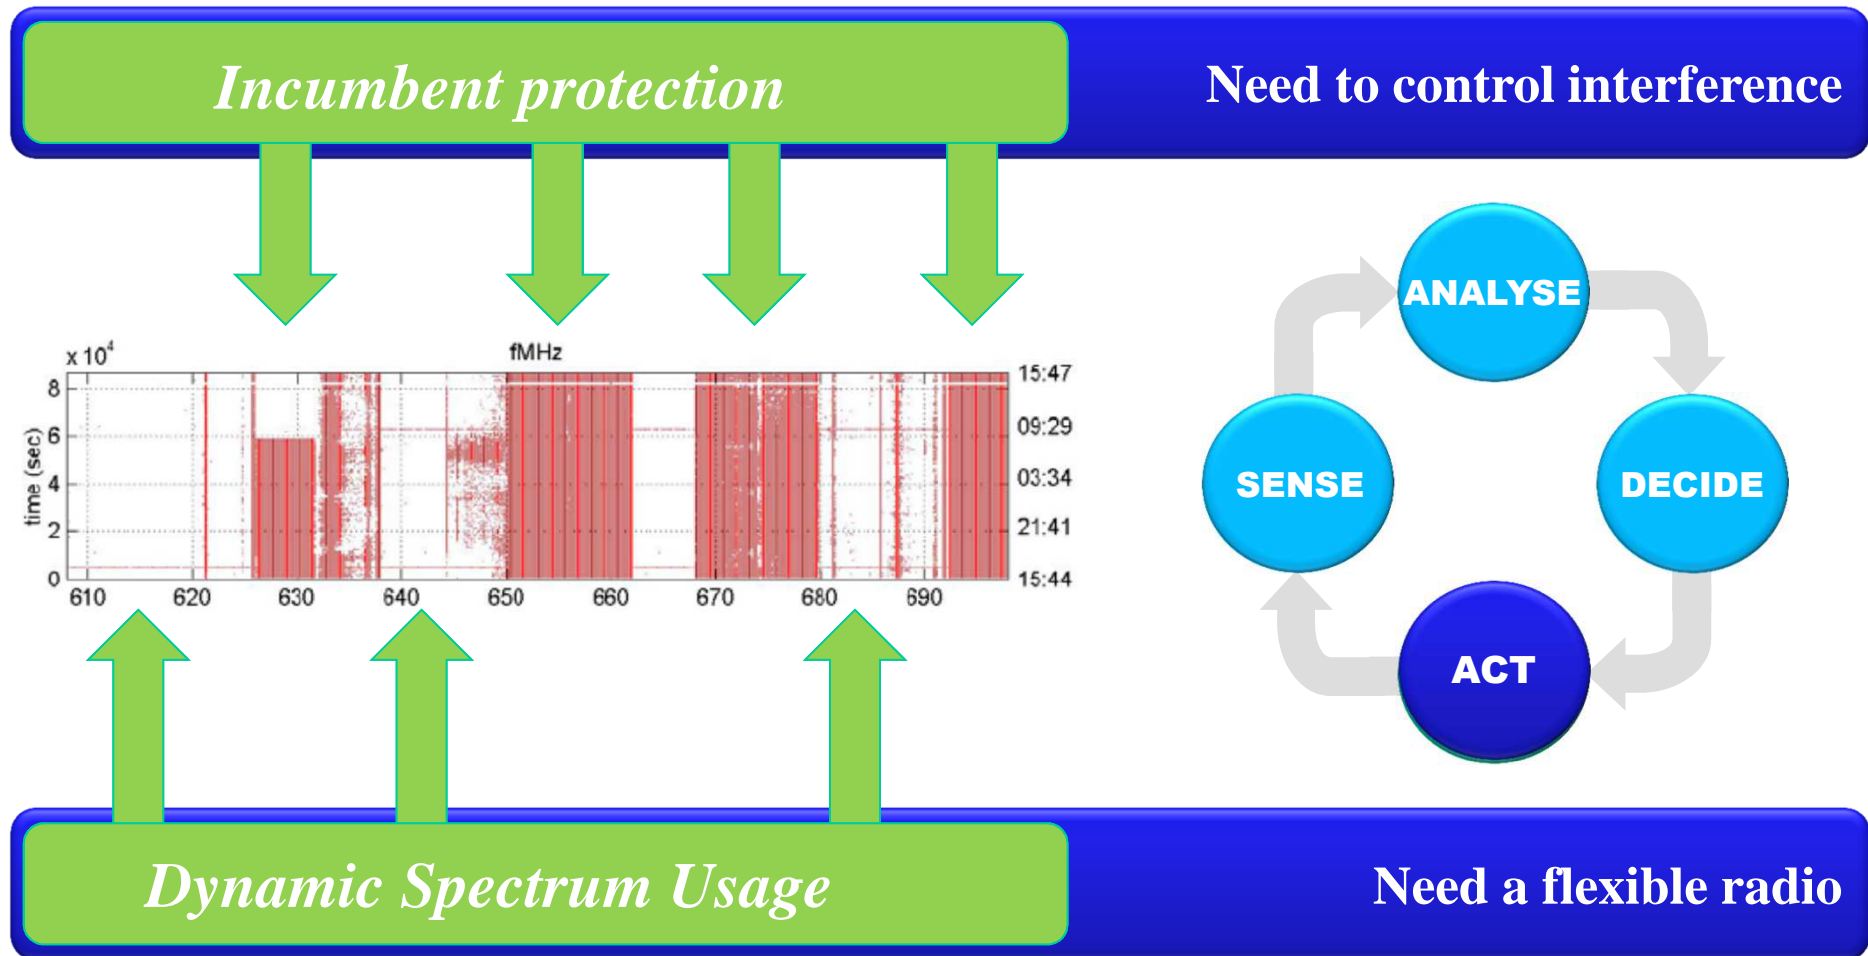 Incumbent protection
Need to control interference
x 10^4
fMHz
time (sec)
8
6
4
2
0
15:47
09:29
03:34
21:41
15:44
610 620 630 640 650 660 670 680 690
ANALYSE
SENSE
DECIDE
ACT
Dynamic Spectrum Usage
Need a flexible radio